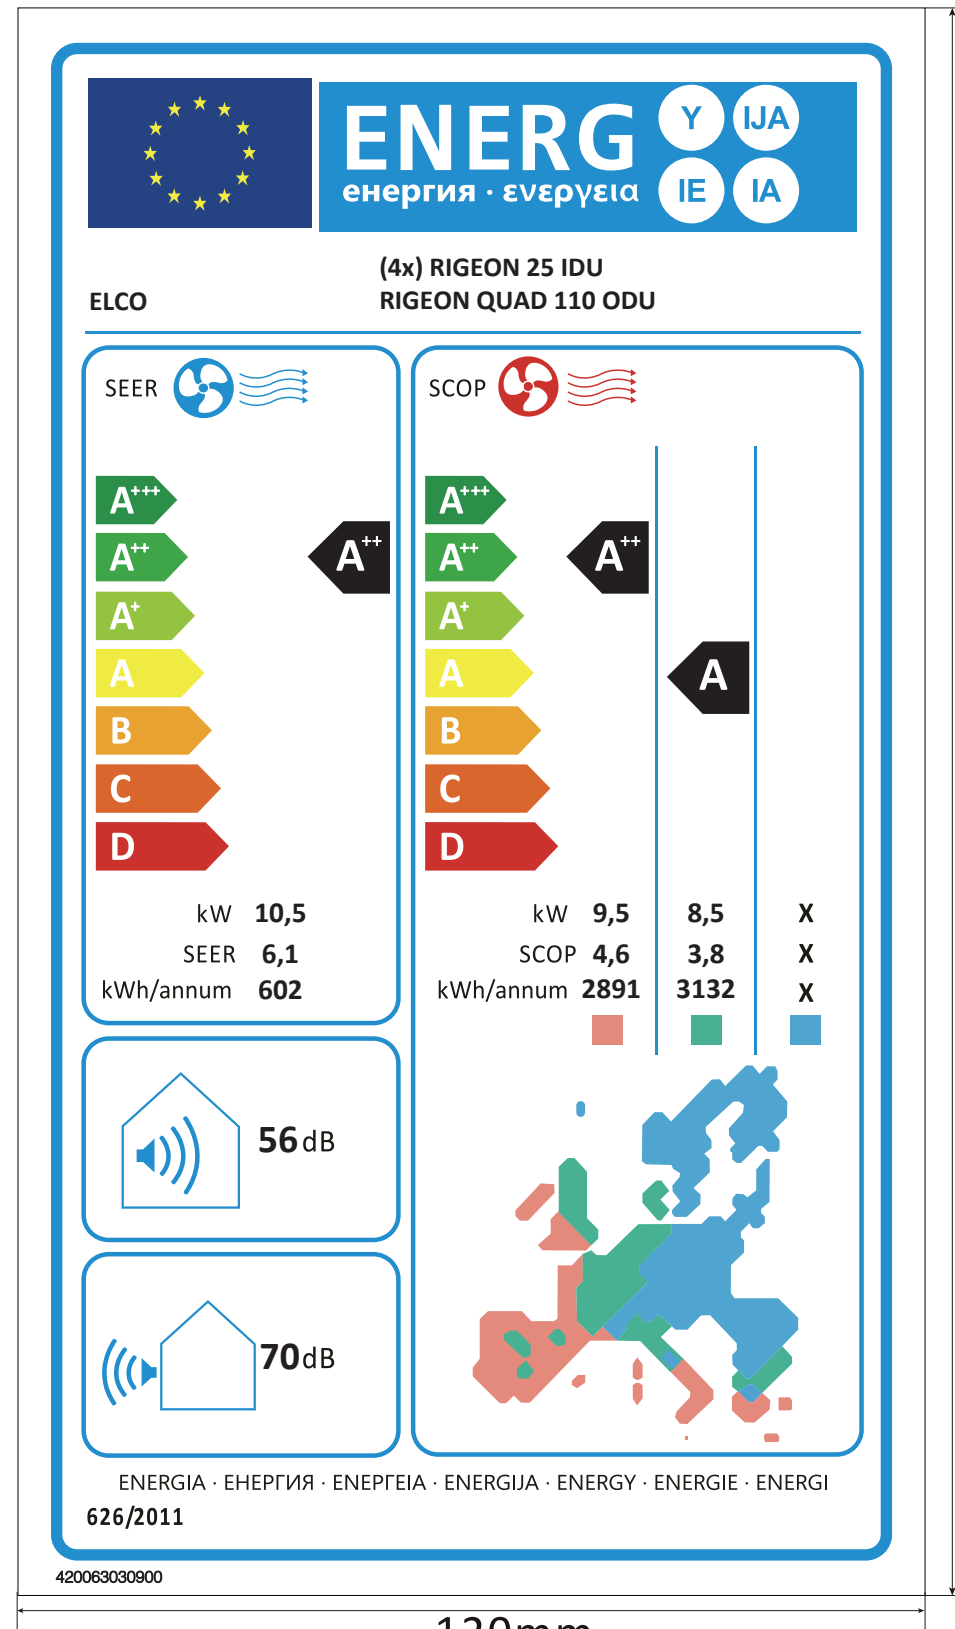 ENERG
енергия · ενεργεια
Y IJA
IE IA
ELCO
(4x) RIGEON 25 IDU
RIGEON QUAD 110 ODU
SEER
A+++
A++
A+
A
B
C
D
A++
kW 10,5
SEER 6,1
kWh/annum 602
SCOP
A+++
A++
A+
A
B
C
D
A++
A
kW 9,5 8,5 X
SCOP 4,6 3,8 X
kWh/annum 2891 3132 X
56 dB
70 dB
ENERGIA · ЕНЕРГИЯ · ΕΝΕΡΓΕΙΑ · ENERGIJA · ENERGY · ENERGIE · ENERGI
626/2011
420063030900